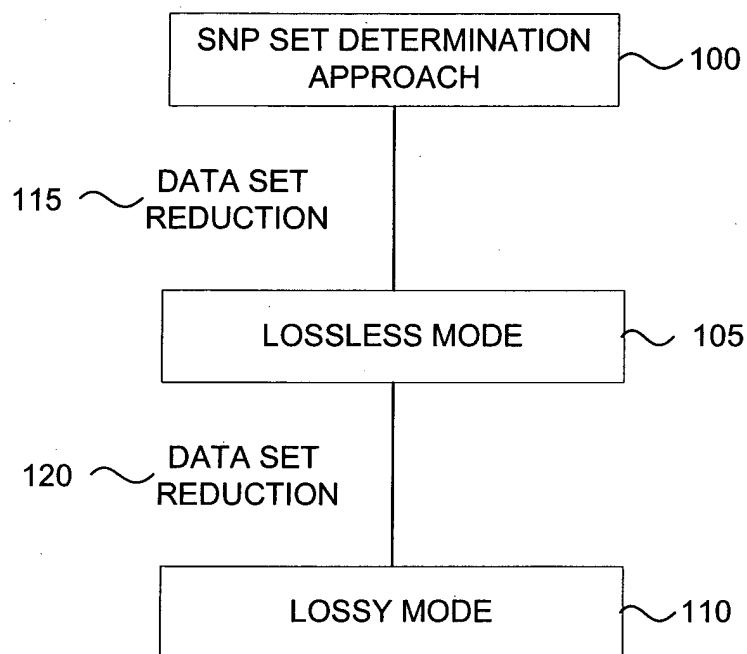 SNP SET DETERMINATION
APPROACH
100
115
DATA SET
REDUCTION
LOSSLESS MODE
105
120
DATA SET
REDUCTION
LOSSY MODE
110